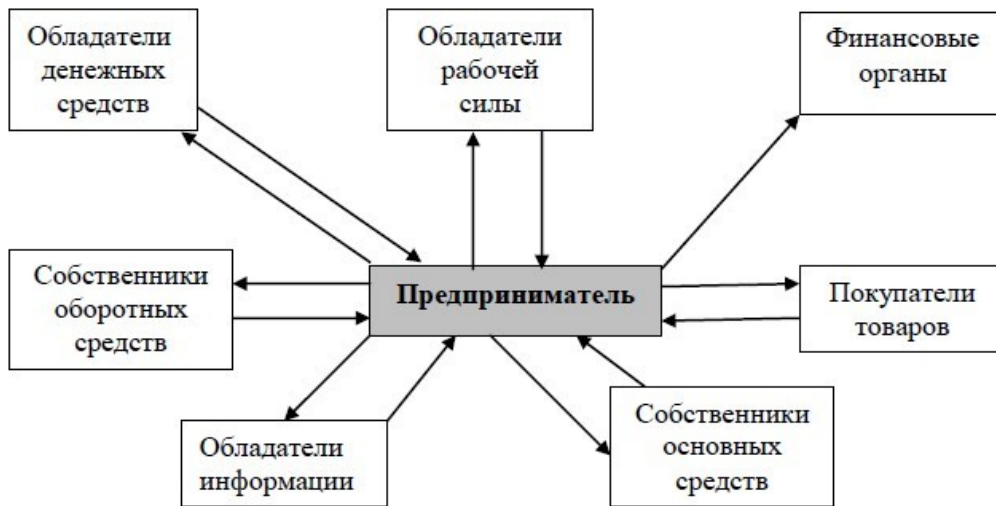 Обладатели
денежных
средств
Обладатели
рабочей
силы
Финансовые
органы
Собственники
оборотных
средств
Предприниматель
Покупатели
товаров
Обладатели
информации
Собственники
основных
средств